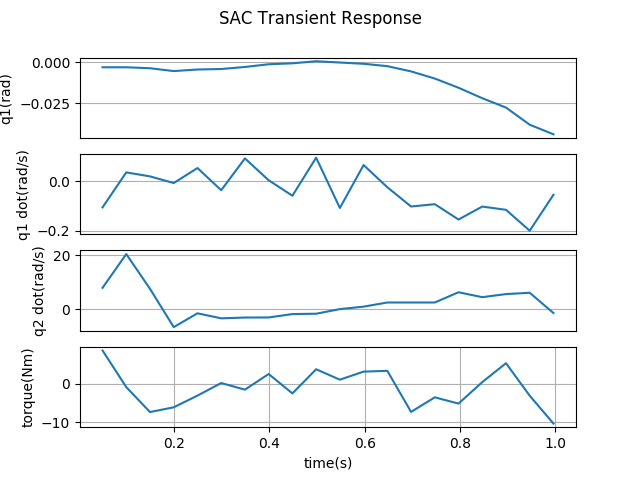 SAC Transient Response
0.000
−0.025
q1(rad)
0.0
−0.2
q1 dot(rad/s)
20
0
q2 dot(rad/s)
0
−10
torque(Nm)
0.2 0.4 0.6 0.8 1.0
time(s)